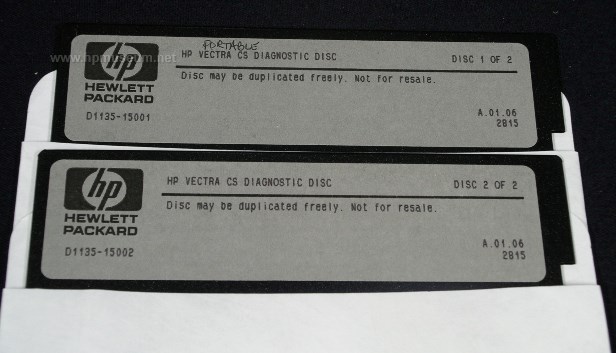 www.hpmuseum.net
PORTABLE
hp HP VECTRA CS DIAGNOSTIC DISC DISC 1 OF 2
Disc may be duplicated freely. Not for resale.
HEWLETT
PACKARD
D1135-15001
A.01.06
2815
hp HP VECTRA CS DIAGNOSTIC DISC DISC 2 OF 2
Disc may be duplicated freely. Not for resale.
HEWLETT
PACKARD
D1135-15002
A.01.06
2815